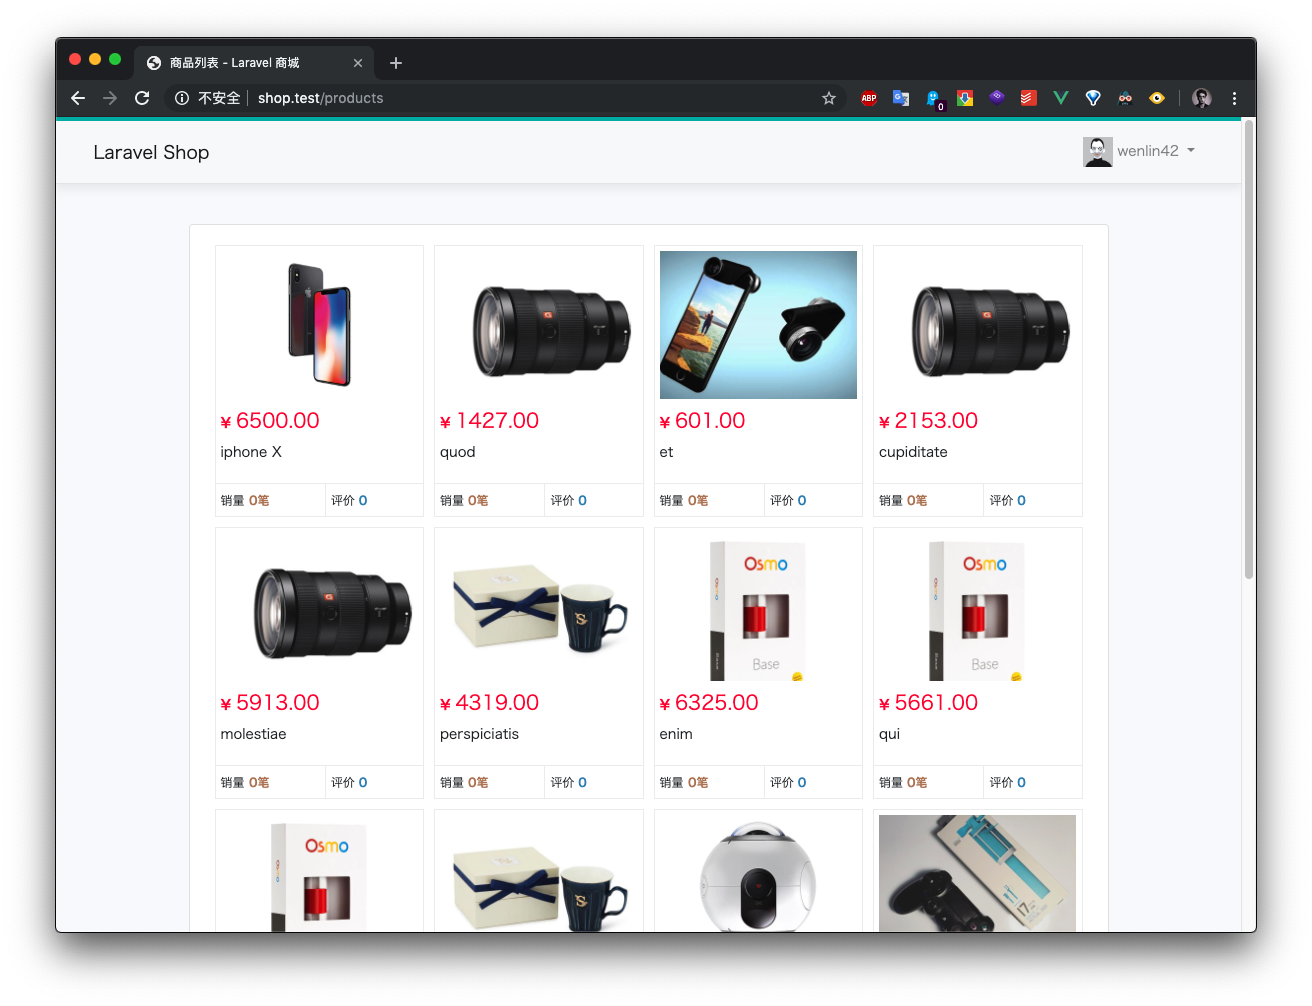 商品列表 - Laravel 商城
不安全 shop.test/products
ABP
0
Laravel Shop
wenlin42
¥ 6500.00
iphone X
销量 0笔 评价 0
¥ 1427.00
quod
销量 0笔 评价 0
¥ 601.00
et
销量 0笔 评价 0
¥ 2153.00
cupiditate
销量 0笔 评价 0
¥ 5913.00
molestiae
销量 0笔 评价 0
S
¥ 4319.00
perspiciatis
销量 0笔 评价 0
Osmo
Base
¥ 6325.00
enim
销量 0笔 评价 0
Osmo
Base
¥ 5661.00
qui
销量 0笔 评价 0
Osmo
S
i7